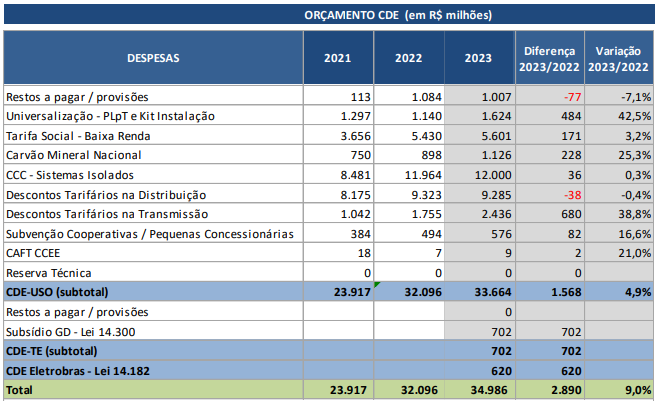 ORÇAMENTO CDE (em R$ milhões)
DESPESAS 2021 2022 2023 Diferença 2023/2022 Variação 2023/2022
Restos a pagar / provisões 113 1.084 1.007 -77 -7,1%
Universalização - PLpT e Kit Instalação 1.297 1.140 1.624 484 42,5%
Tarifa Social - Baixa Renda 3.656 5.430 5.601 171 3,2%
Carvão Mineral Nacional 750 898 1.126 228 25,3%
CCC - Sistemas Isolados 8.481 11.964 12.000 36 0,3%
Descontos Tarifários na Distribuição 8.175 9.323 9.285 -38 -0,4%
Descontos Tarifários na Transmissão 1.042 1.755 2.436 680 38,8%
Subvenção Cooperativas / Pequenas Concessionárias 384 494 576 82 16,6%
CAFT CCEE 18 7 9 2 21,0%
Reserva Técnica 0 0 0 0
CDE-USO (subtotal) 23.917 32.096 33.664 1.568 4,9%
Restos a pagar / provisões 0
Subsídio GD - Lei 14.300 702 702
CDE-TE (subtotal) 702 702
CDE Eletrobras - Lei 14.182 620 620
Total 23.917 32.096 34.986 2.890 9,0%